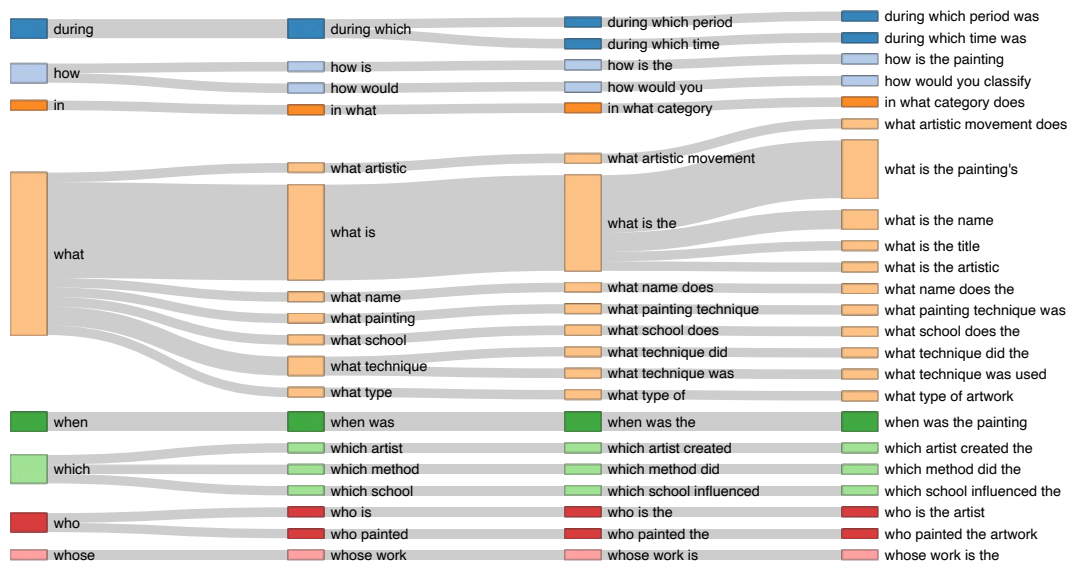 during
how
in
what
when
which
who
whose
during which
how is
how would
in what
what artistic
what is
what name
what painting
what school
what technique
what type
when was
which artist
which method
which school
who is
who painted
whose work
during which period
during which time
how is the
how would you
in what category
what artistic movement
what is the
what name does
what painting technique
what school does
what technique did
what technique was
what type of
when was the
which artist created
which method did
which school influenced
who is the
who painted the
whose work is
during which period was
during which time was
how is the painting
how would you classify
in what category does
what artistic movement does
what is the painting's
what is the name
what is the title
what is the artistic
what name does the
what painting technique was
what school does the
what technique did the
what technique was used
what type of artwork
when was the painting
which artist created the
which method did the
which school influenced the
who is the artist
who painted the artwork
whose work is the